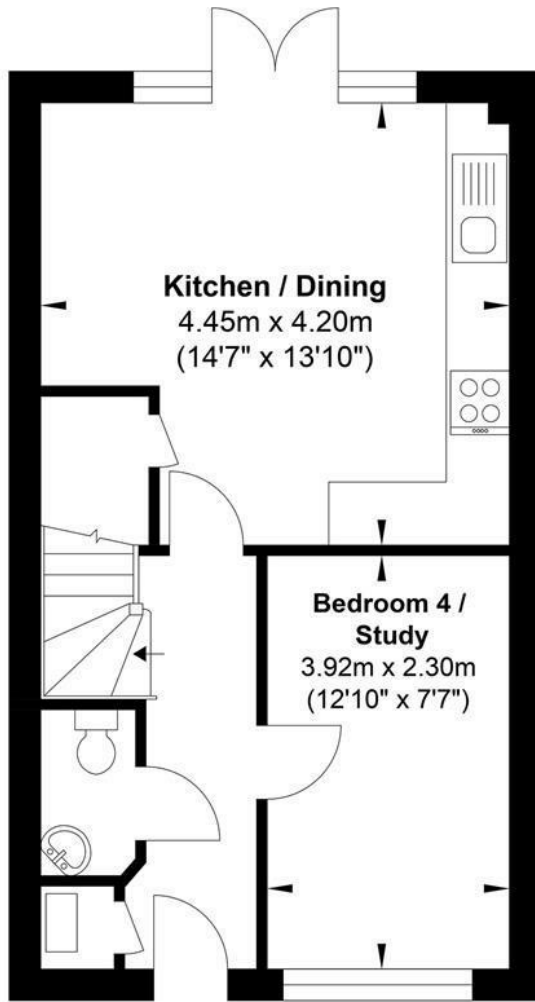 Kitchen / Dining
4.45m x 4.20m
(14'7" x 13'10")
Bedroom 4 /
Study
3.92m x 2.30m
(12'10" x 7'7")